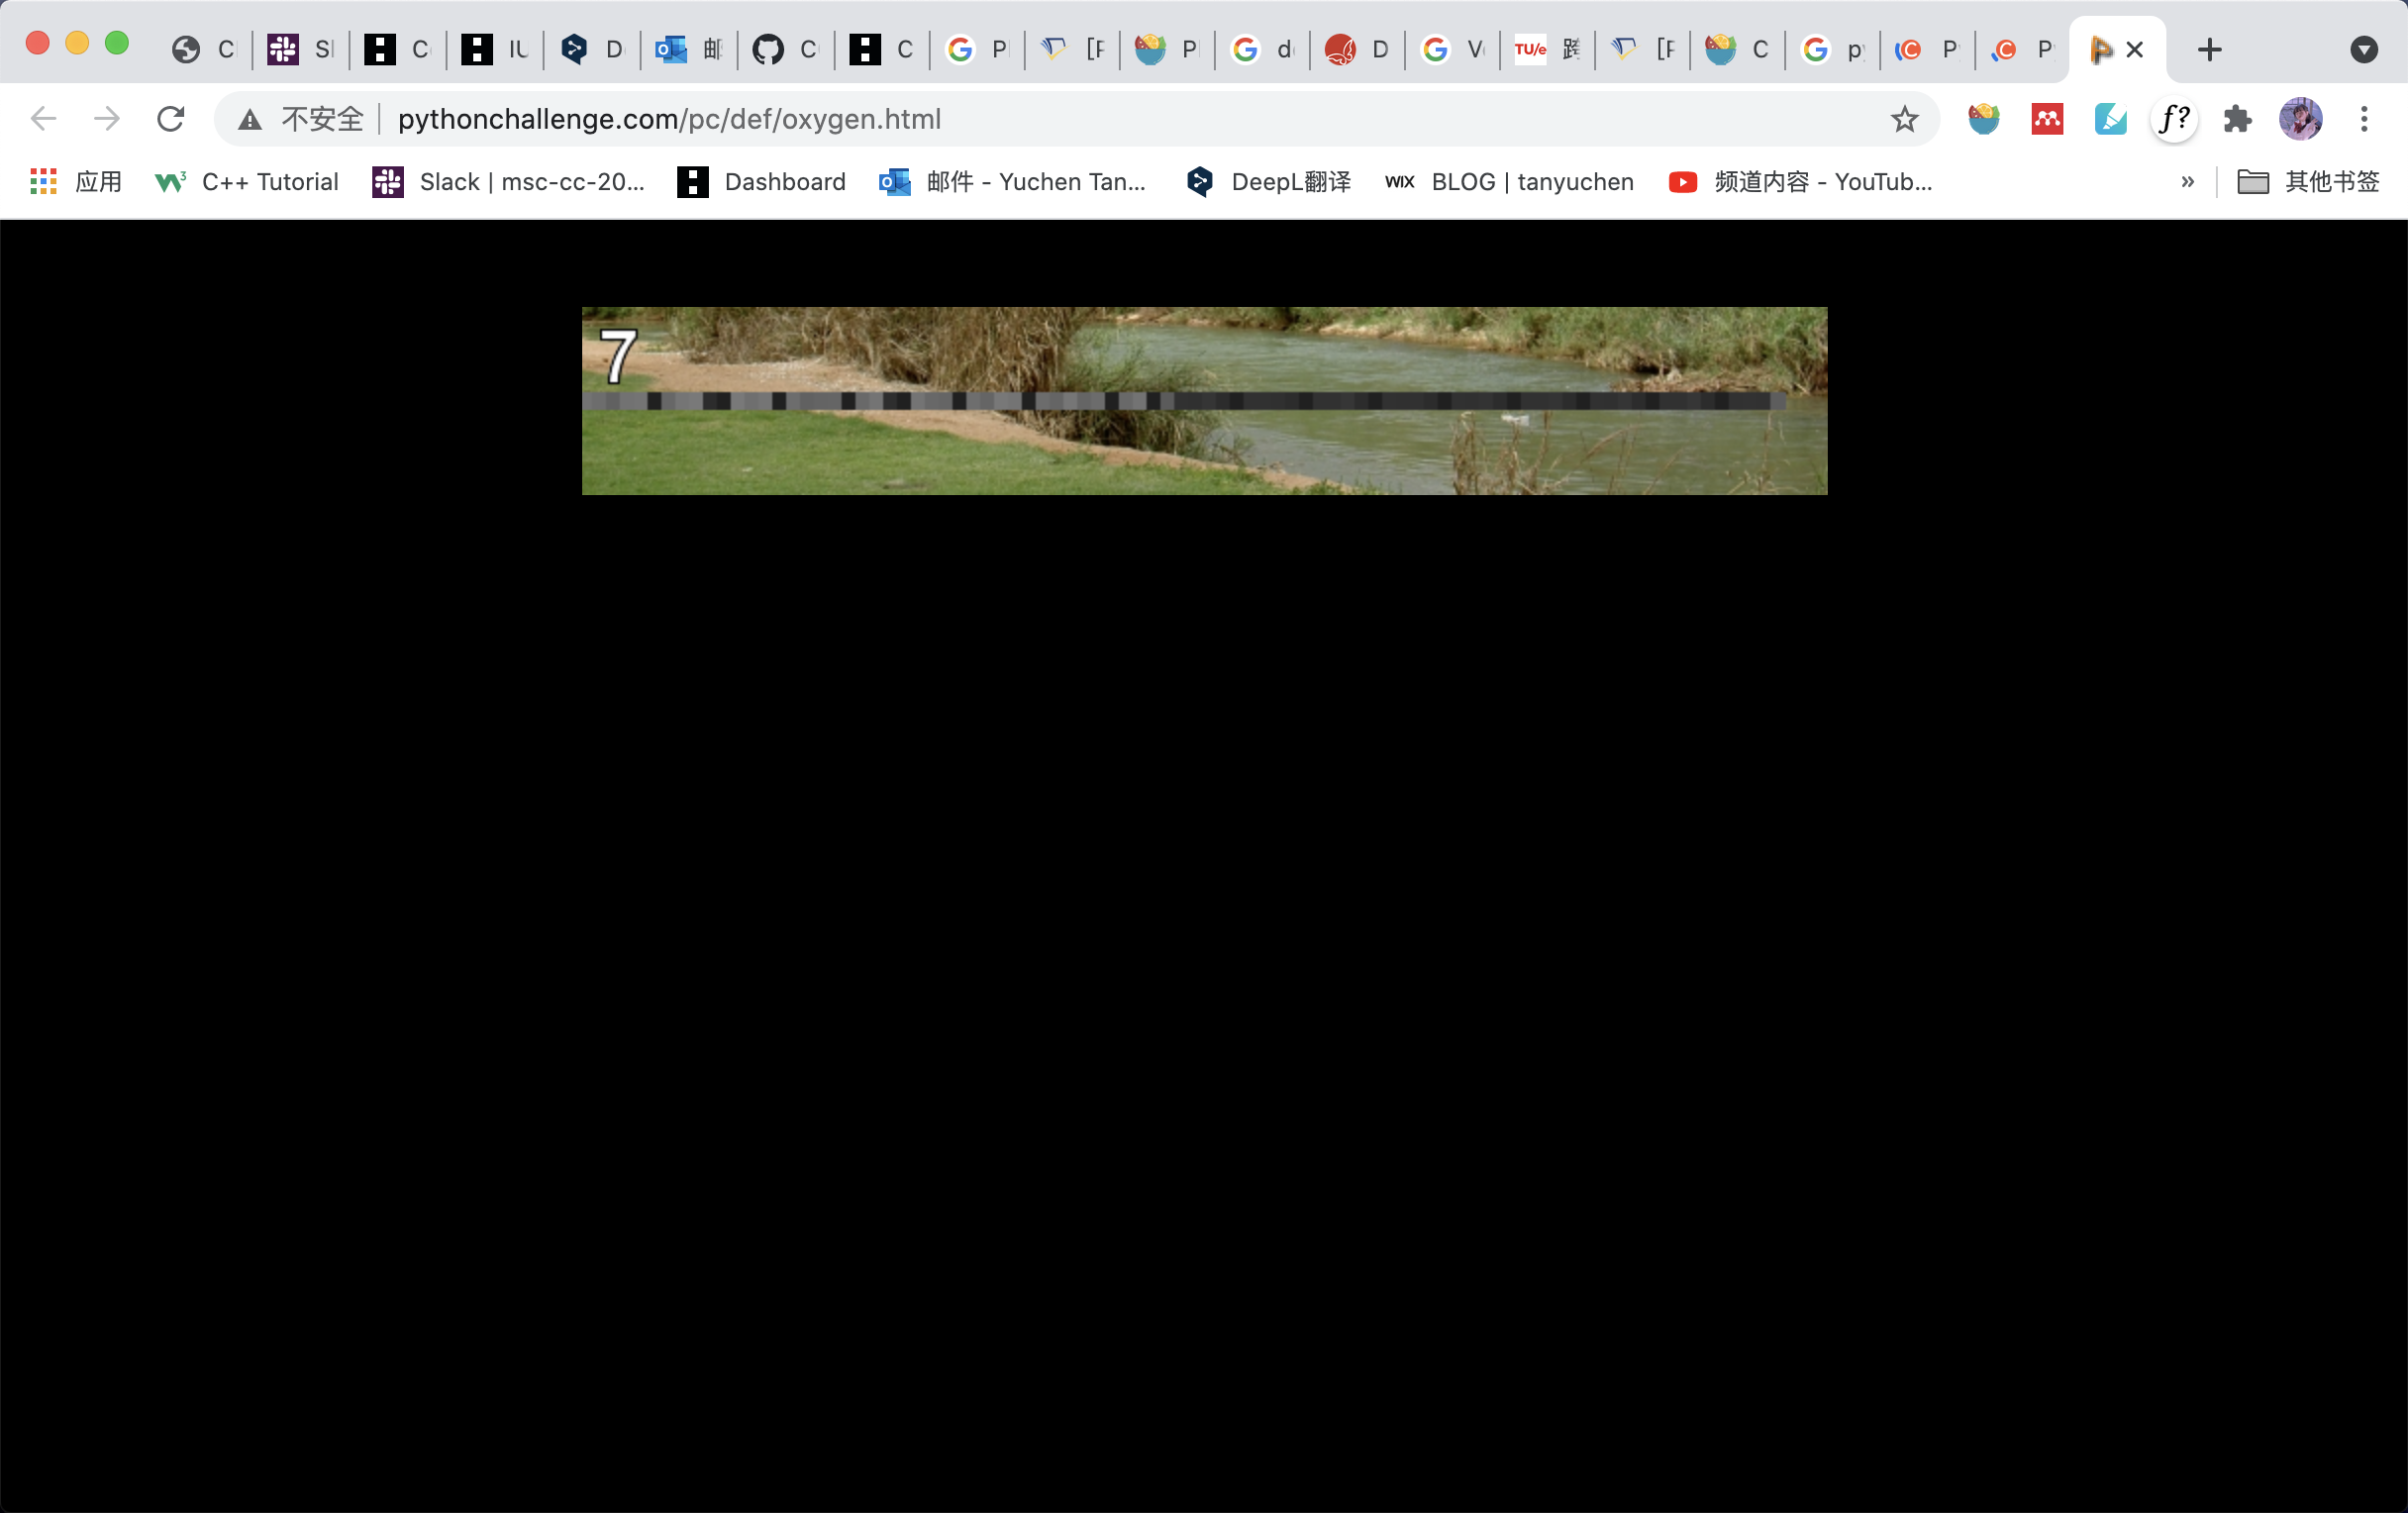 C
Sl
C
IU
D
邮
C
C
P
[P
P
d
D
V
TU/e
跨
[P
C
p
P
P
不安全
pythonchallenge.com/pc/def/oxygen.html
f?
应用
C++ Tutorial
Slack | msc-cc-20...
Dashboard
邮件 - Yuchen Tan...
DeepL翻译
WIX
BLOG | tanyuchen
频道内容 - YouTub...
»
其他书签
7